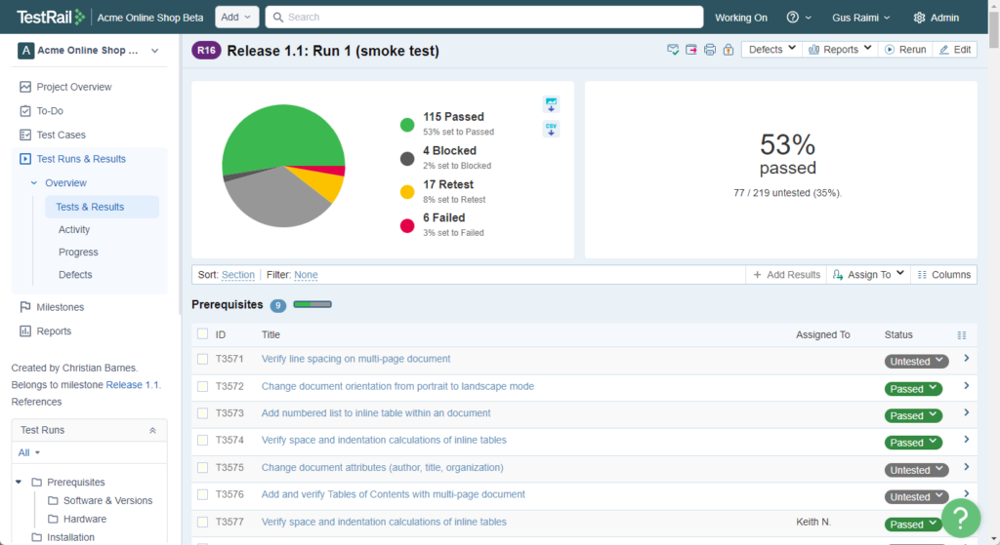 TestRail Acme Online Shop Beta Add Search Working On Gus Raimi Admin
A Acme Online Shop ...
Project Overview
To-Do
Test Cases
Test Runs & Results
Overview
Tests & Results
Activity
Progress
Defects
Milestones
Reports
Created by Christian Barnes.
Belongs to milestone Release 1.1.
References
Test Runs
All
Prerequisites
Software & Versions
Hardware
Installation
R16 Release 1.1: Run 1 (smoke test)
Defects Reports Rerun Edit
115 Passed
53% set to Passed
4 Blocked
2% set to Blocked
17 Retest
8% set to Retest
6 Failed
3% set to Failed
CSV
53%
passed
77 / 219 untested (35%).
Sort: Section Filter: None + Add Results Assign To Columns
Prerequisites 9
ID Title Assigned To Status
T3571 Verify line spacing on multi-page document Untested
T3572 Change document orientation from portrait to landscape mode Passed
T3573 Add numbered list to inline table within an document Passed
T3574 Verify space and indentation calculations of inline tables Passed
T3575 Change document attributes (author, title, organization) Untested
T3576 Add and verify Tables of Contents with multi-page document Untested
T3577 Verify space and indentation calculations of inline tables Keith N. Passed
?